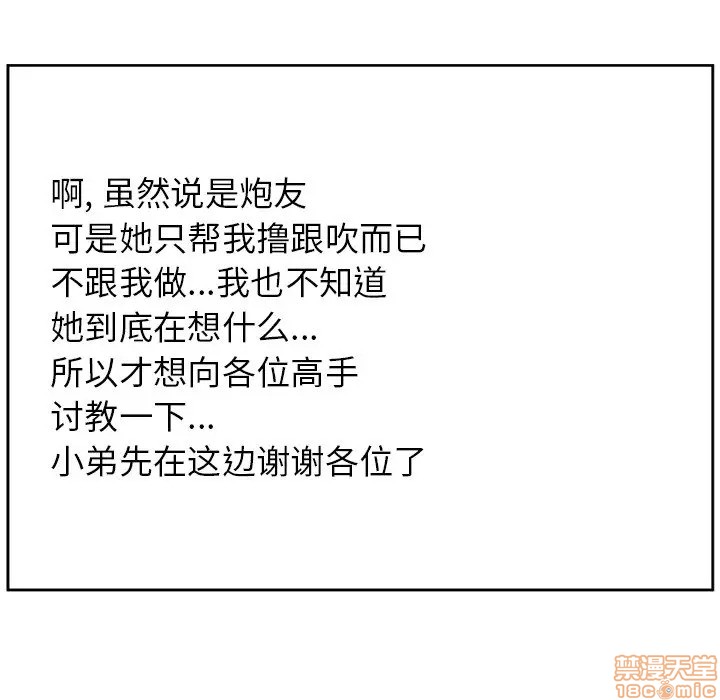 啊, 虽然说是炮友
可是她只帮我撸跟吹而已
不跟我做...我也不知道
她到底在想什么...
所以才想向各位高手
讨教一下...
小弟先在这边谢谢各位了
禁漫天堂
18COMIC